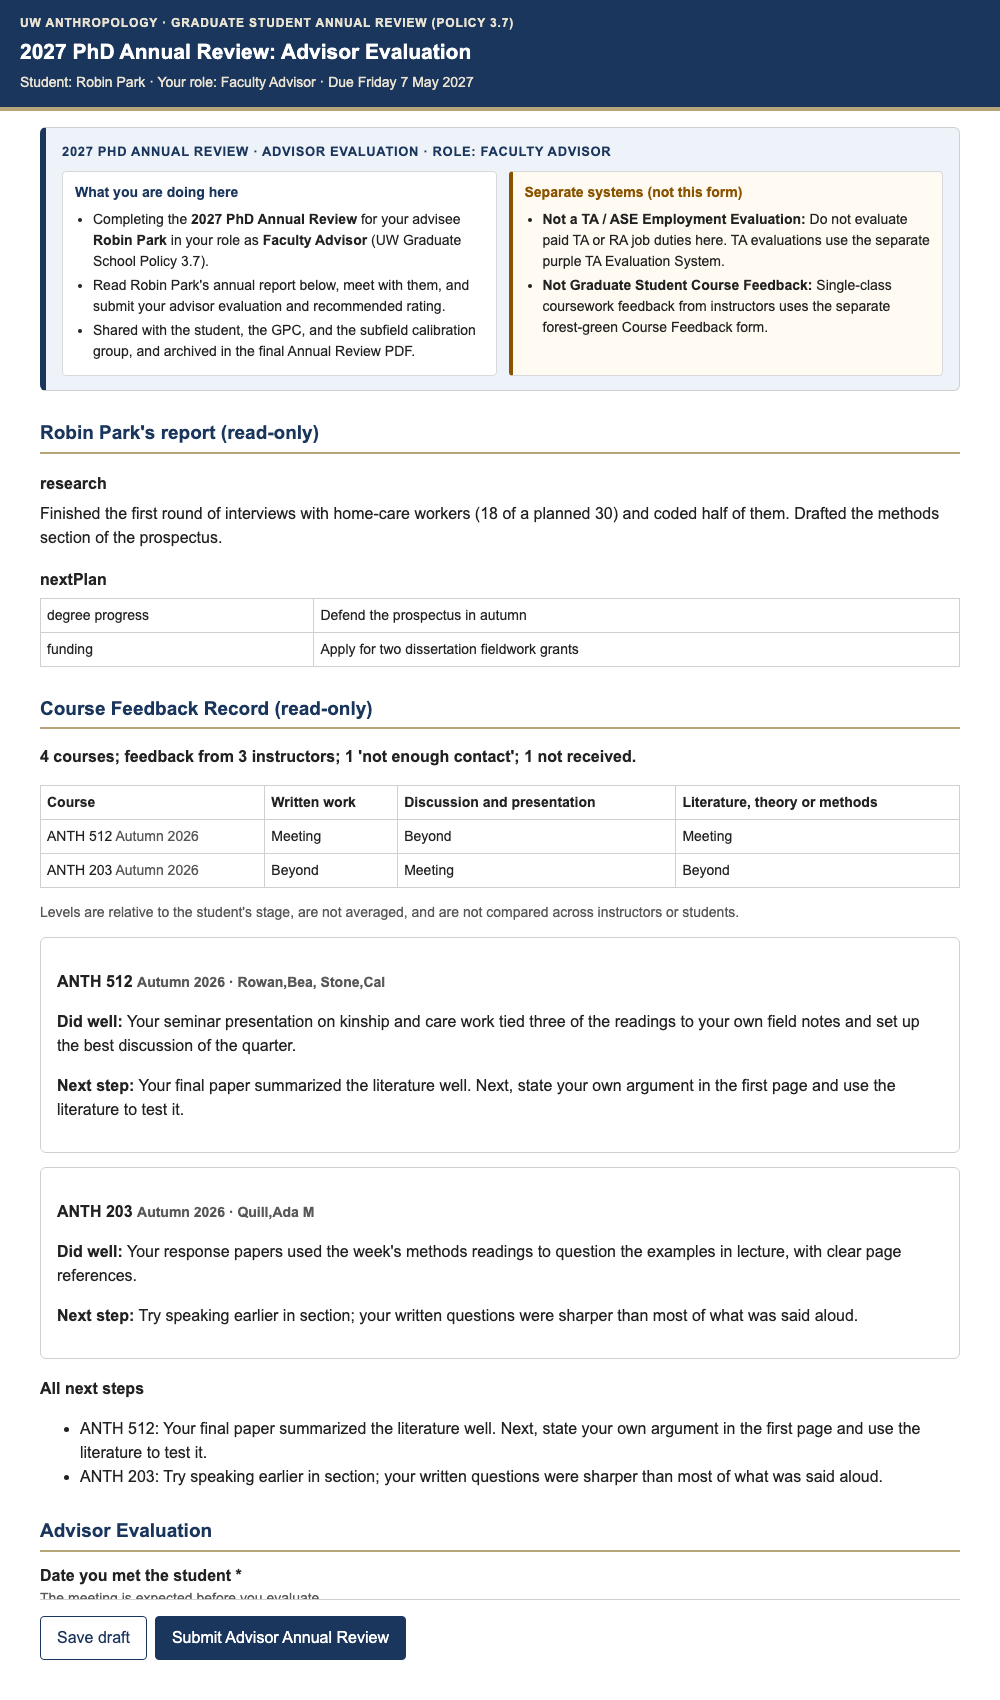 UW ANTHROPOLOGY · GRADUATE STUDENT ANNUAL REVIEW (POLICY 3.7)
2027 PhD Annual Review: Advisor Evaluation
Student: Robin Park · Your role: Faculty Advisor · Due Friday 7 May 2027
2027 PHD ANNUAL REVIEW · ADVISOR EVALUATION · ROLE: FACULTY ADVISOR
What you are doing here
• Completing the 2027 PhD Annual Review for your advisee
Robin Park in your role as Faculty Advisor (UW Graduate
School Policy 3.7).
• Read Robin Park's annual report below, meet with them, and
submit your advisor evaluation and recommended rating.
• Shared with the student, the GPC, and the subfield calibration
group, and archived in the final Annual Review PDF.
Separate systems (not this form)
• Not a TA / ASE Employment Evaluation: Do not evaluate
paid TA or RA job duties here. TA evaluations use the separate
purple TA Evaluation System.
• Not Graduate Student Course Feedback: Single-class
coursework feedback from instructors uses the separate
forest-green Course Feedback form.
Robin Park's report (read-only)
research
Finished the first round of interviews with home-care workers (18 of a planned 30) and coded half of them. Drafted the methods
section of the prospectus.
nextPlan
degree progress Defend the prospectus in autumn
funding Apply for two dissertation fieldwork grants
Course Feedback Record (read-only)
4 courses; feedback from 3 instructors; 1 'not enough contact'; 1 not received.
Course Written work Discussion and presentation Literature, theory or methods
ANTH 512 Autumn 2026 Meeting Beyond Meeting
ANTH 203 Autumn 2026 Beyond Meeting Beyond
Levels are relative to the student's stage, are not averaged, and are not compared across instructors or students.
ANTH 512 Autumn 2026 · Rowan,Bea, Stone,Cal
Did well: Your seminar presentation on kinship and care work tied three of the readings to your own field notes and set up
the best discussion of the quarter.
Next step: Your final paper summarized the literature well. Next, state your own argument in the first page and use the
literature to test it.
ANTH 203 Autumn 2026 · Quill,Ada M
Did well: Your response papers used the week's methods readings to question the examples in lecture, with clear page
references.
Next step: Try speaking earlier in section; your written questions were sharper than most of what was said aloud.
All next steps
• ANTH 512: Your final paper summarized the literature well. Next, state your own argument in the first page and use the
literature to test it.
• ANTH 203: Try speaking earlier in section; your written questions were sharper than most of what was said aloud.
Advisor Evaluation
Date you met the student *
The meeting is expected before you evaluate
Save draft
Submit Advisor Annual Review